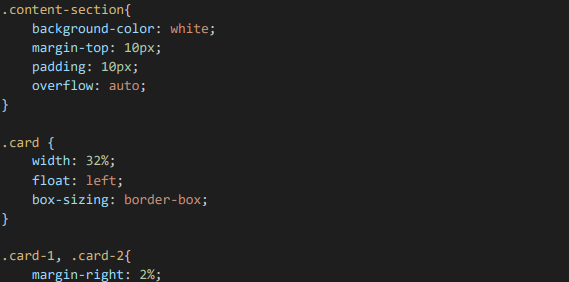 .content-section{
    background-color: white;
    margin-top: 10px;
    padding: 10px;
    overflow: auto;
}
.card {
    width: 32%;
    float: left;
    box-sizing: border-box;
}
.card-1, .card-2{
    margin-right: 2%;